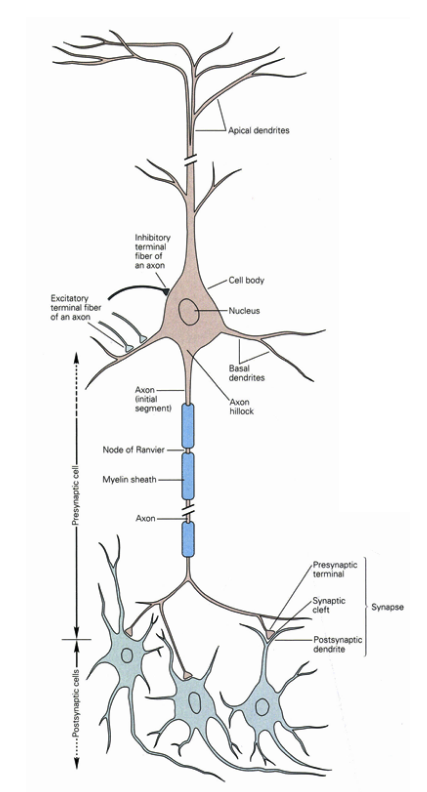 Apical dendrites
Inhibitory
terminal
fiber of
an axon
Cell body
Excitatory
terminal fiber
of an axon
Nucleus
Basal
dendrites
Axon
(initial
segment)
Axon
hillock
Node of Ranvier
Myelin sheath
Presynaptic cell
Axon
Presynaptic
terminal
Synaptic
cleft
Synapse
Postsynaptic
dendrite
Postsynaptic cells